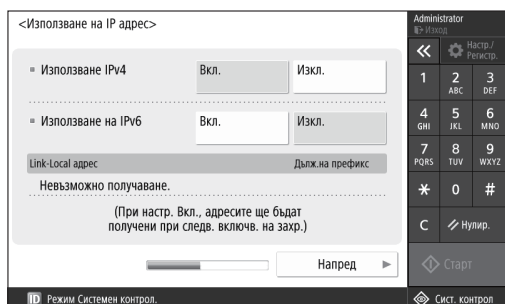 <Използване на IP адрес>
Използване IPv4
Вкл.
Изкл.
Използване на IPv6
Вкл.
Изкл.
Link-Local адрес
Дълж.на префикс
Невъзможно получаване.
(При настр. Вкл., адресите ще бъдат
получени при следв. включв. на захр.)
Напред
ID Режим Системен контрол.
Administrator
Изход
Настр./
Регистр.
1
2
ABC
3
DEF
4
GHI
5
JKL
6
MNO
7
PQRS
8
TUV
9
WXYZ
*
0
#
C
Нулир.
Старт
Сист. контрол